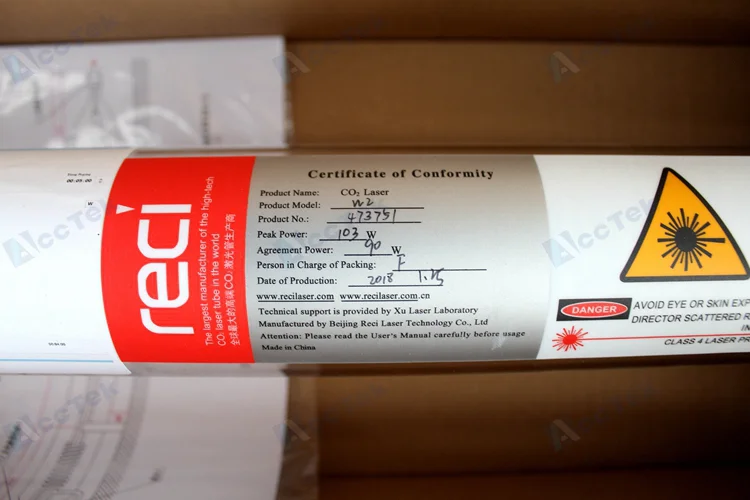 reci
The largest manufacturer of the high-tech
CO₂ laser tube in the world
全球最大的高端CO₂激光管生产商
Certificate of Conformity
Product Name: CO₂ Laser
Product Model: W2
Product No.: 473751
Peak Power: 103 W
Agreement Power: 90 W
Person in Charge of Packing:
Date of Production: 2018 1.15
www.recilaser.com www.recilaser.com.cn
Technical support is provided by Xu Laser Laboratory
Manufactured by Beijing Reci Laser Technology Co., Ltd
Attention: Please read the User's Manual carefully before usage
Made in China
DANGER
AVOID EYE OR SKIN EXP
DIRECTOR SCATTERED R
IN
CLASS 4 LASER PR
AccTek